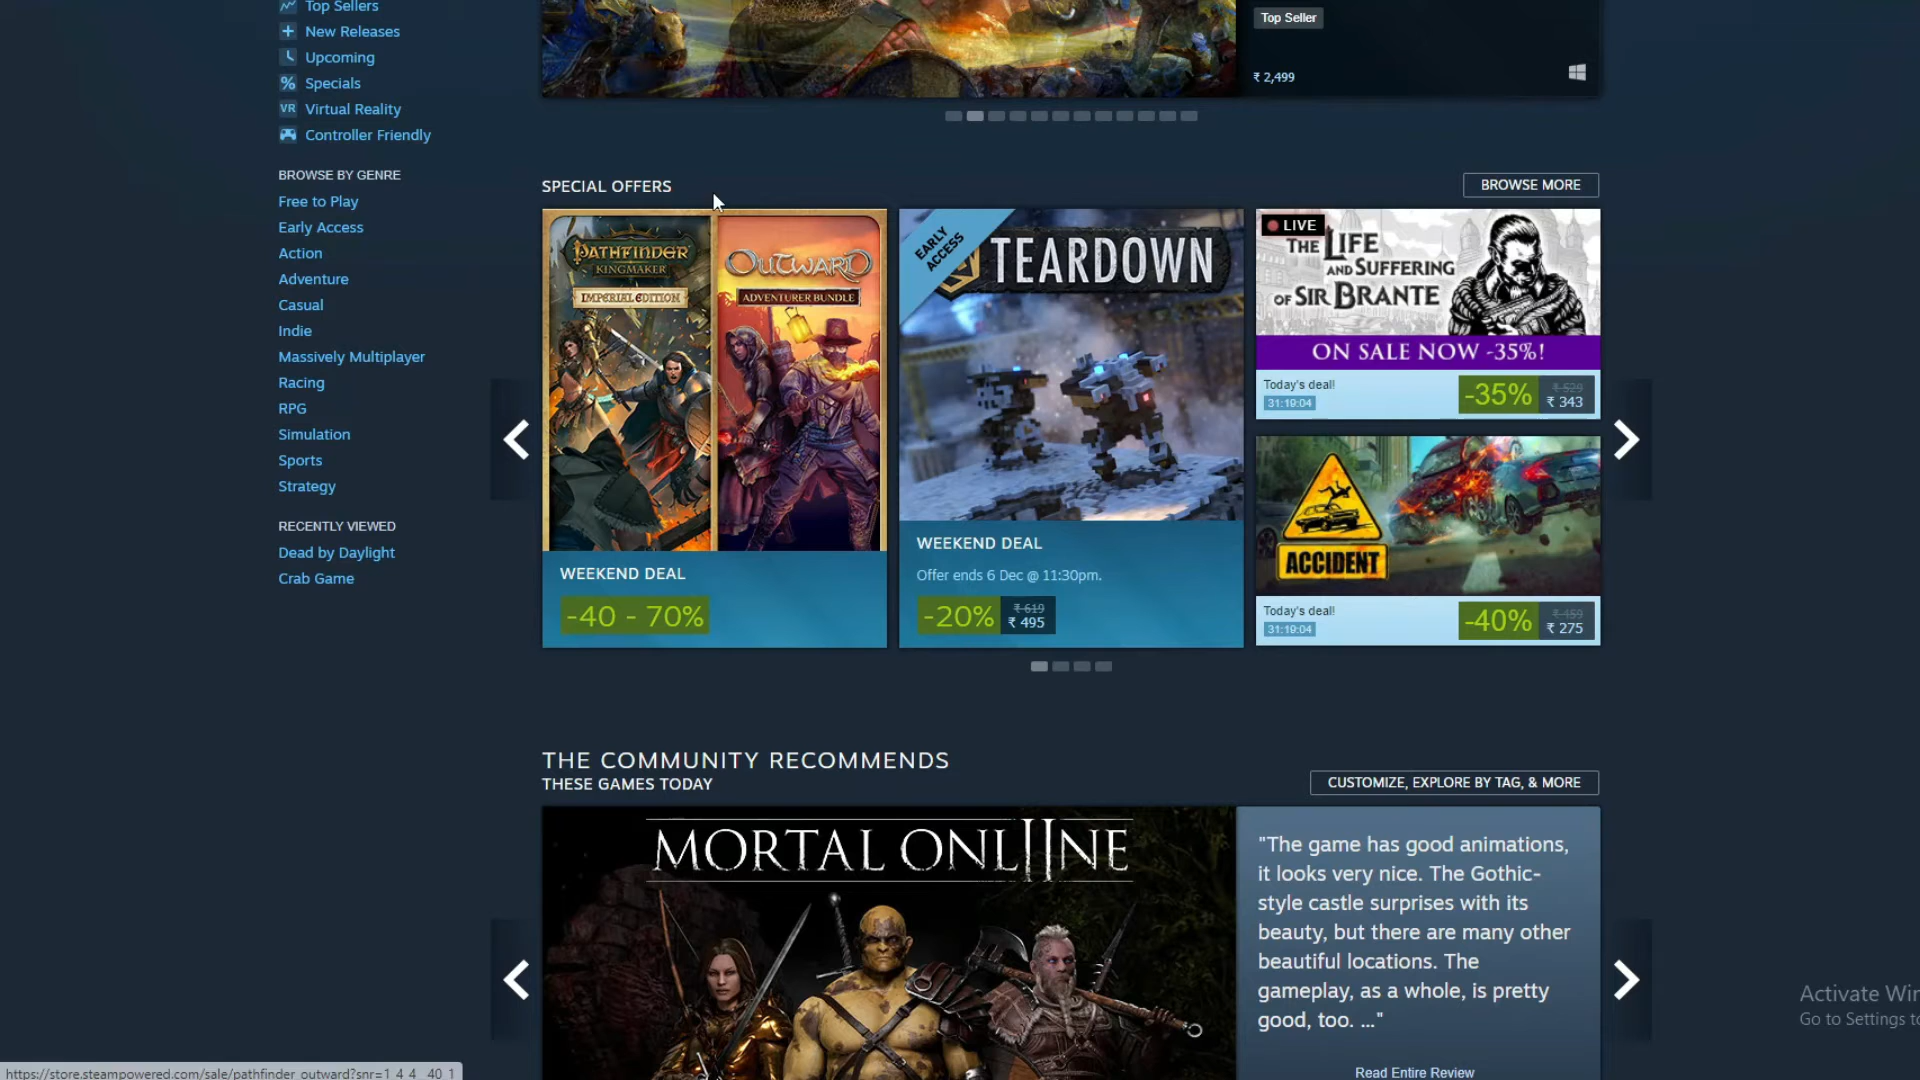 Top Sellers
New Releases
Upcoming
Specials
VR Virtual Reality
Controller Friendly
BROWSE BY GENRE
Free to Play
Early Access
Action
Adventure
Casual
Indie
Massively Multiplayer
Racing
RPG
Simulation
Sports
Strategy
RECENTLY VIEWED
Dead by Daylight
Crab Game
Top Seller
₹ 2,499
SPECIAL OFFERS
BROWSE MORE
PATHFINDER
KINGMAKER
IMPERIAL EDITION
OUTWARD
ADVENTURER BUNDLE
WEEKEND DEAL
-40 - 70%
EARLY
ACCESS
TEARDOWN
WEEKEND DEAL
Offer ends 6 Dec @ 11:30pm.
-20%
₹ 619
₹ 495
LIVE
THE LIFE
AND SUFFERING
OF SIR BRANTE
ON SALE NOW -35%!
Today's deal!
31:19:04
-35%
₹ 529
₹ 343
ACCIDENT
Today's deal!
31:19:04
-40%
₹ 459
₹ 275
THE COMMUNITY RECOMMENDS
THESE GAMES TODAY
CUSTOMIZE, EXPLORE BY TAG, & MORE
MORTAL ONLIINE
"The game has good animations,
it looks very nice. The Gothic-
style castle surprises with its
beauty, but there are many other
beautiful locations. The
gameplay, as a whole, is pretty
good, too. ..."
Read Entire Review
Activate Win
Go to Settings to
https://store.steampowered.com/sale/pathfinder_outward?snr=1_4_4__40_1